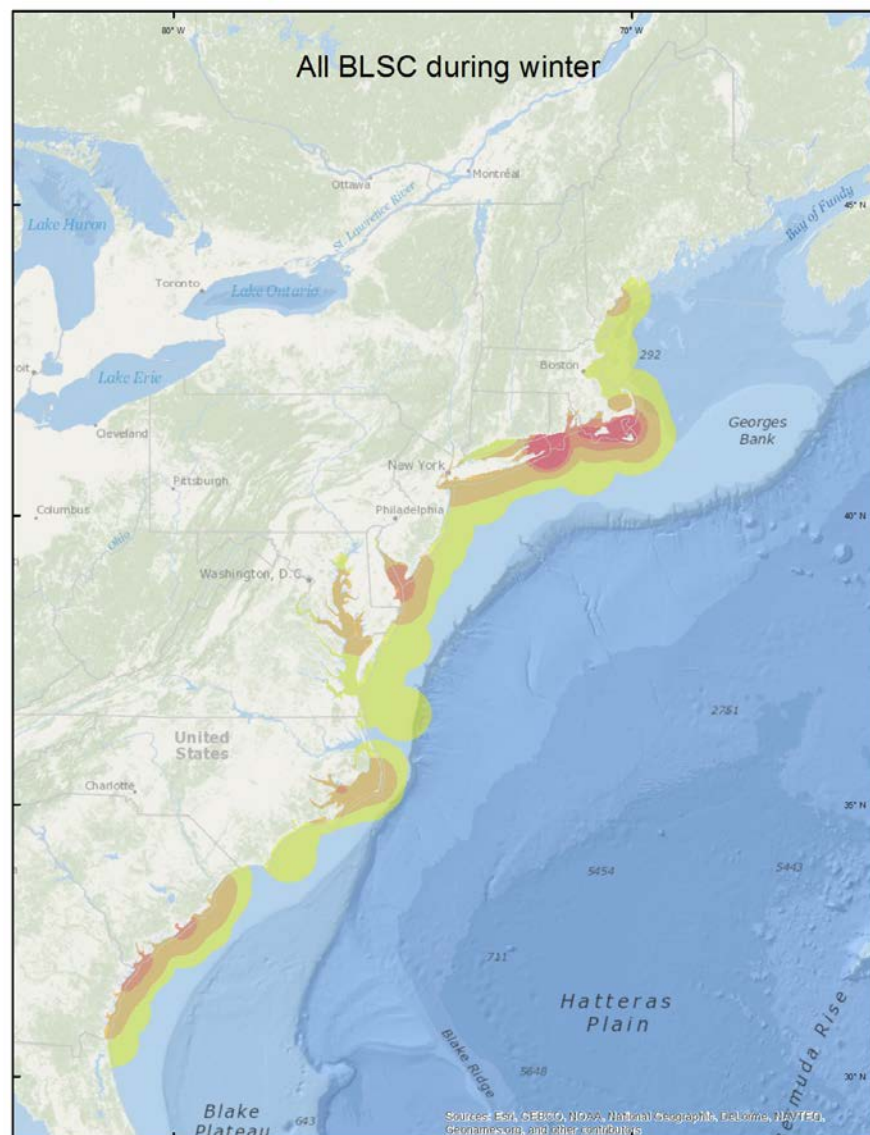 80° W
70° W
All BLSC during winter
Ottawa
Montréal
St. Lawrence River
Bay of Fundy
45° N
Lake Huron
Toronto
Lake Ontario
292
Boston
roit
Lake Erie
Georges
Bank
Cleveland
New York
Pittsburgh
Columbus
Philadelphia
40° N
Ohio
Washington, D.C.
2751
United
States
Charlotte
35° N
5454
5443
711
Hatteras
Plain
Blake Ridge
ermuda Rise
5648
30° N
Blake
Plateau
643
Sources: Esri, GEBCO, NOAA, National Geographic, DeLorme, NAVTEQ,
Geonames.org, and other contributors